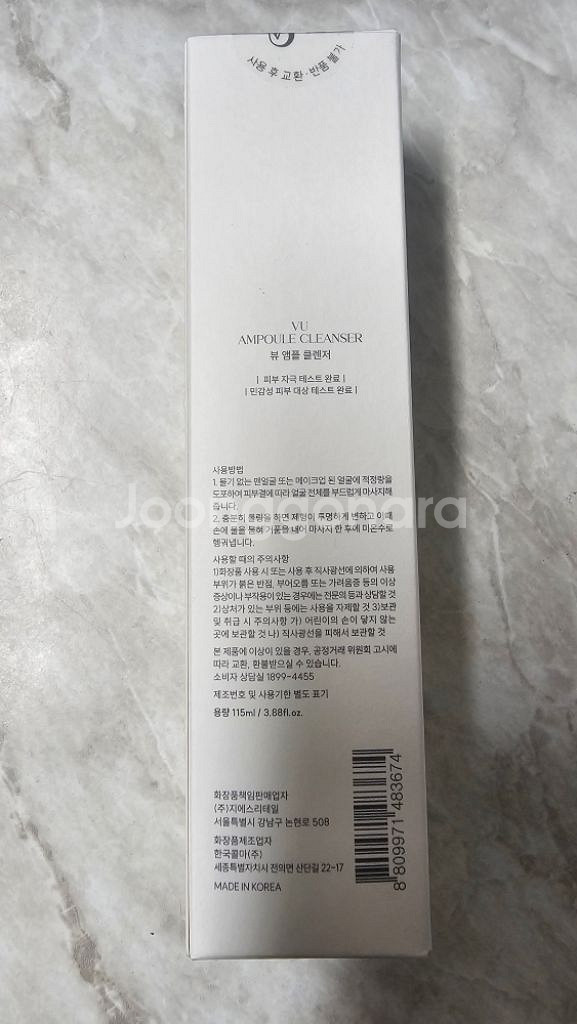 사용 후 교환·반품 불가
VU
AMPOULE CLEANSER
뷰 앰플 클렌저
| 피부 자극 테스트 완료 |
| 민감성 피부 대상 테스트 완료 |
사용방법
1. 물기 없는 맨얼굴 또는 메이크업 된 얼굴에 적정량을
도포하여 피부결에 따라 얼굴 전체를 부드럽게 마사지해
줍니다.
2. 충분히 롤링을 하면 제형이 투명하게 변하고 이때
손에 물을 묻혀 거품을 내어 마사지 한 후에 미온수로
헹궈냅니다.
joonggonara
사용할 때의 주의사항
1)화장품 사용 시 또는 사용 후 직사광선에 의하여 사용
부위가 붉은 반점, 부어오름 또는 가려움증 등의 이상
증상이나 부작용이 있는 경우에는 전문의 등과 상담할 것
2)상처가 있는 부위 등에는 사용을 자제할 것 3)보관
및 취급 시 주의사항 가) 어린이의 손이 닿지 않는
곳에 보관할 것 나) 직사광선을 피해서 보관할 것
본 제품에 이상이 있을 경우, 공정거래 위원회 고시에
따라 교환, 환불받으실 수 있습니다.
소비자 상담실 1899-4455
제조번호 및 사용기한 별도 표기
용량 115ml / 3.88fl.oz.
화장품책임판매업자
(주)지에스리테일
서울특별시 강남구 논현로 508
화장품제조업자
한국콜마(주)
세종특별자치시 전의면 산단길 22-17
MADE IN KOREA
8 809971 483674